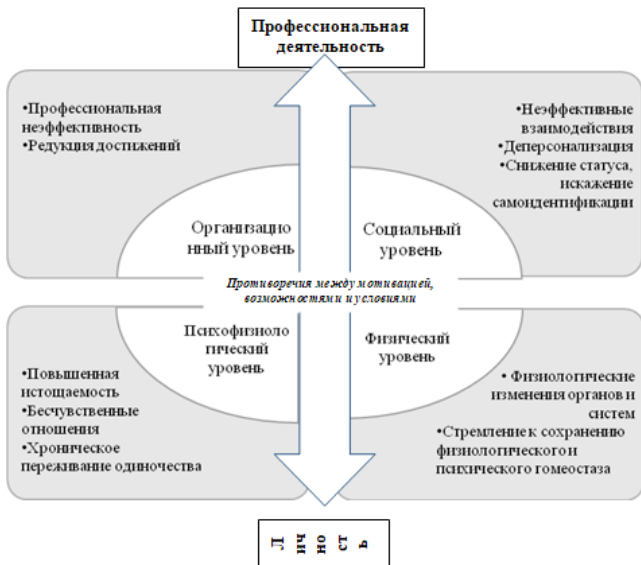 Профессиональная
деятельность
•Профессиональная
неэффективность
•Редукция достижений
•Неэффективные
взаимодействия
•Деперсонализация
•Снижение статуса,
искажение
самоидентификации
Организацио
нный уровень
Социальный
уровень
Противоречия между мотивацией,
возможностями и условиями
Психофизиоло
гический
уровень
Физический
уровень
•Повышенная
истощаемость
•Бесчувственные
отношения
•Хроническое
переживание одиночества
• Физиологические
изменения органов и
систем
•Стремление к сохранению
физиологического и
психического гомеостаза
Л
ич
но
ст
ь